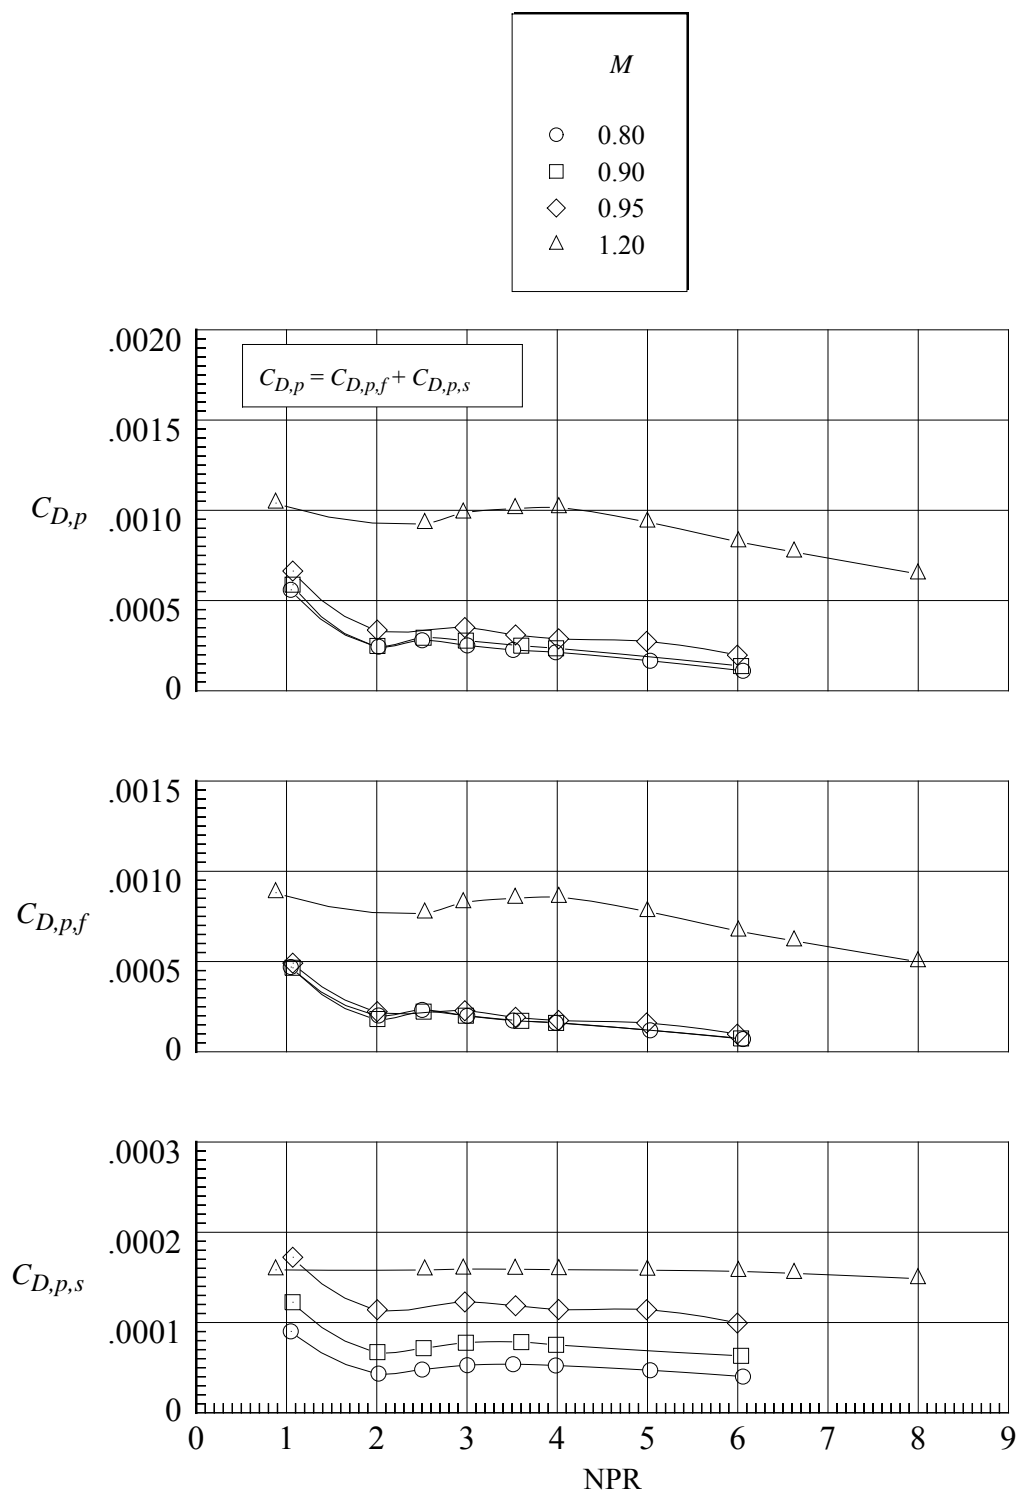 M
0.80
0.90
0.95
1.20
.0020
C_{D,p} = C_{D,p,f} + C_{D,p,s}
.0015
C_{D,p}
.0010
.0005
0
.0015
.0010
C_{D,p,f}
.0005
0
.0003
.0002
C_{D,p,s}
.0001
0
0 1 2 3 4 5 6 7 8 9
NPR